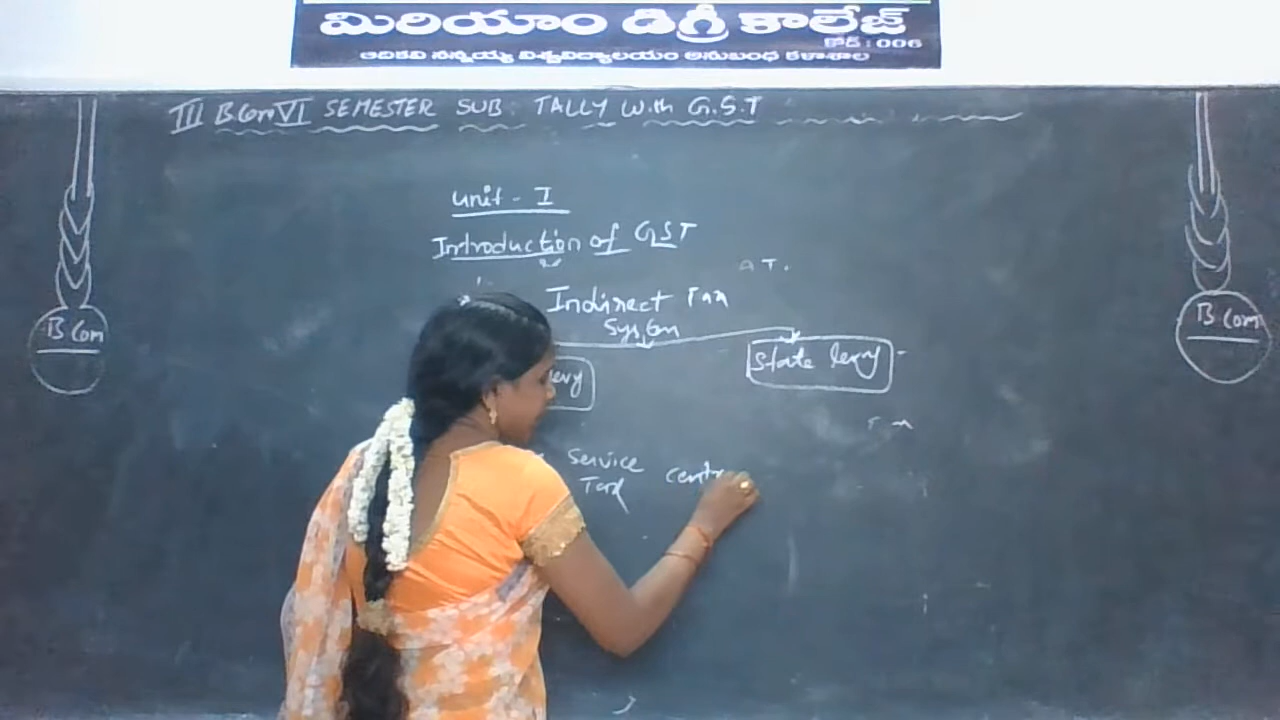 మిరియాం డిగ్రీ కాలేజ్
కోడ్ : 006
ఆదికవి నన్నయ్య విశ్వవిద్యాలయం అనుబంధ కళాశాల
III B.Com VI SEMESTER SUB : TALLY With G.S.T
Unit - I
Introduction of GST
Indirect Tax
System
levy
State levy
Service
Tax
Centr
B Com
B Com